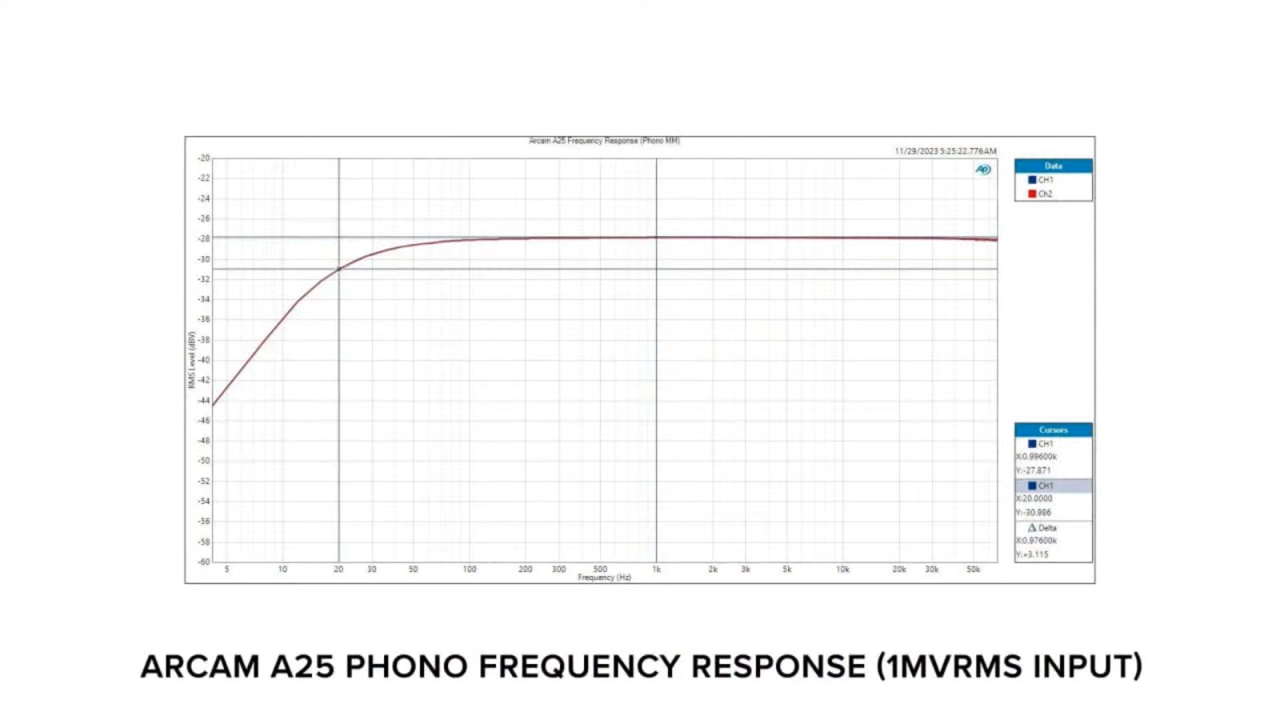 Arcam A25 Frequency Response (Phono MM)
11/29/2023 5:25:22.776AM
-20
-22
-24
-26
-28
-30
-32
-34
-36
-38
-40
-42
-44
-46
-48
-50
-52
-54
-56
-58
-60
RMS Level (dBV)
5 10 20 30 50 100 200 300 500 1k 2k 3k 5k 10k 20k 30k 50k
Frequency (Hz)
AP
Data
CH1
Ch2
Cursors
CH1
X:0.99600k
Y:-27.871
CH1
X:20.0000
Y:-30.986
Δ Delta
X:0.97600k
Y:+3.115
ARCAM A25 PHONO FREQUENCY RESPONSE (1MVRMS INPUT)